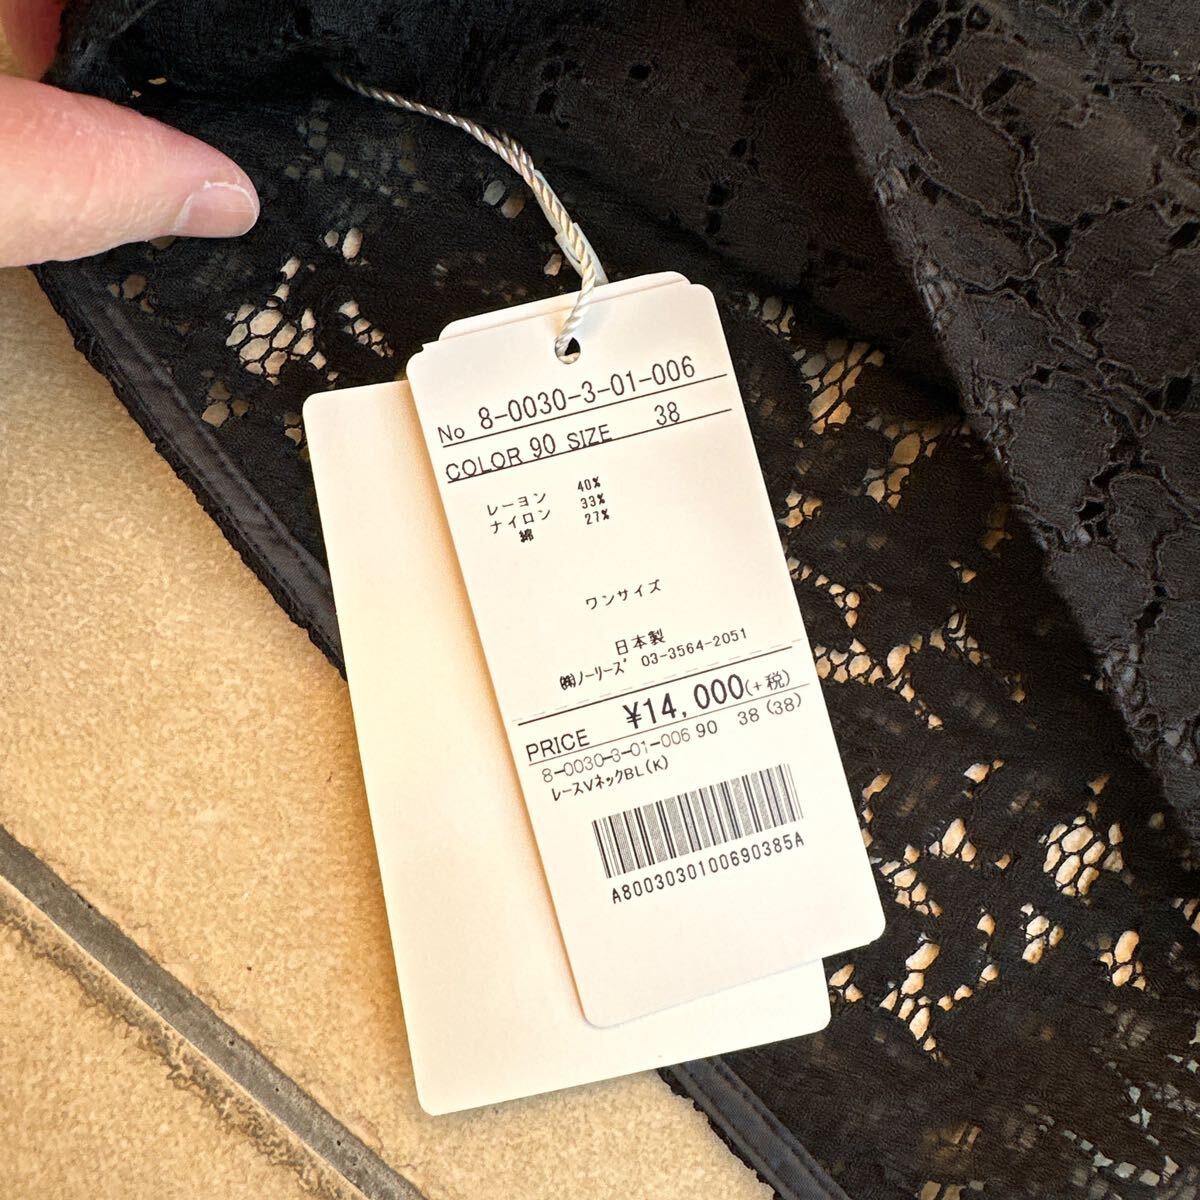 No 8-0030-3-01-006
COLOR 90 SIZE 38
レーヨン 40%
ナイロン 33%
綿 27%
ワンサイズ
日本製
㈱ノーリーズ 03-3564-2051
PRICE ¥14,000(+税)
8-0030-3-01-006 90 38 (38)
レースVネックBL(K)
A8003030100690385A